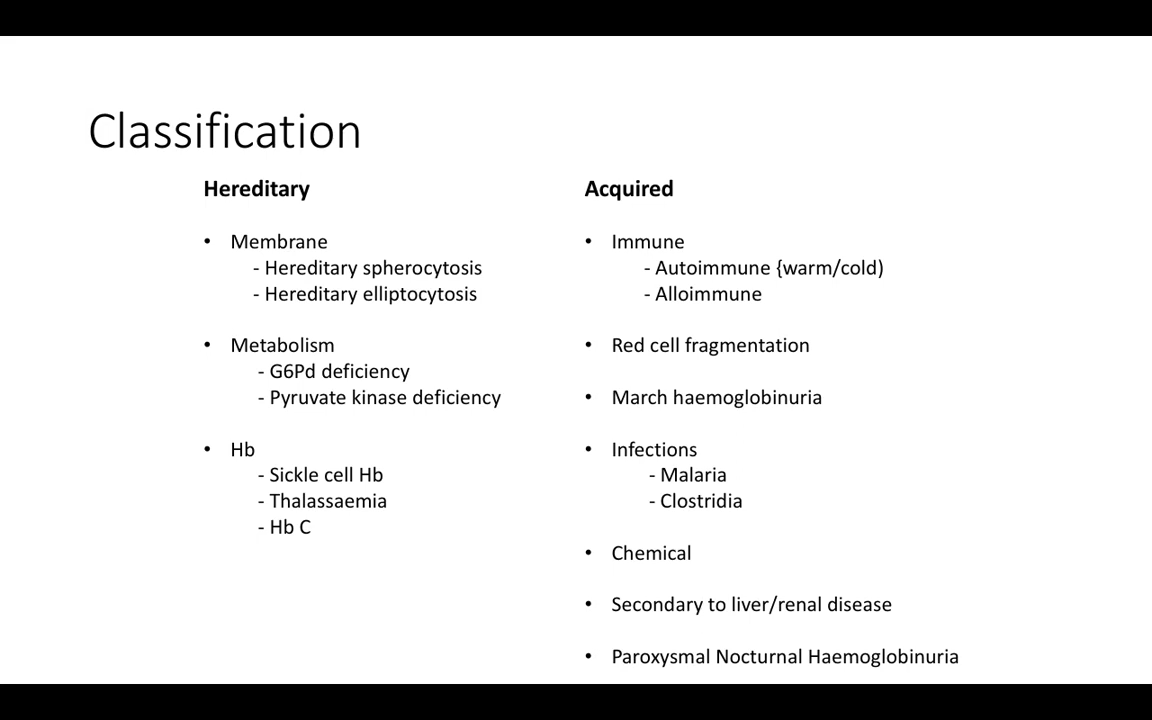 Classification
Hereditary
• Membrane
- Hereditary spherocytosis
- Hereditary elliptocytosis
• Metabolism
- G6Pd deficiency
- Pyruvate kinase deficiency
• Hb
- Sickle cell Hb
- Thalassaemia
- Hb C
Acquired
• Immune
- Autoimmune {warm/cold)
- Alloimmune
• Red cell fragmentation
• March haemoglobinuria
• Infections
- Malaria
- Clostridia
• Chemical
• Secondary to liver/renal disease
• Paroxysmal Nocturnal Haemoglobinuria